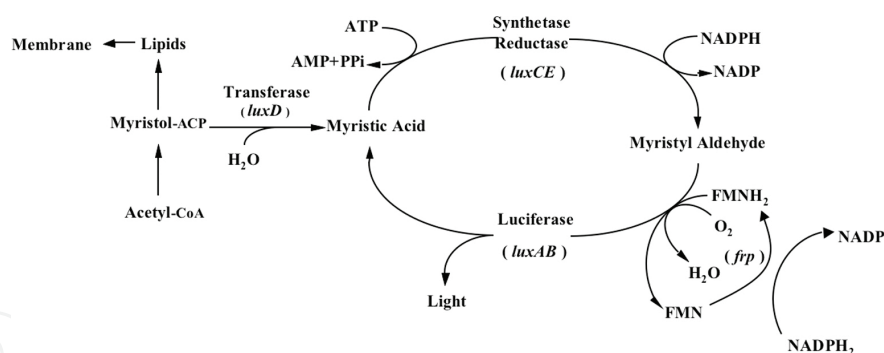 ATP
Synthetase
Reductase
NADPH
Membrane
Lipids
AMP+PPi
( luxCE )
NADP
Transferase
( luxD )
Myristol-ACP
Myristic Acid
H₂O
Myristyl Aldehyde
Acetyl-CoA
Luciferase
( luxAB )
FMNH₂
O₂
NADP
H₂O
( frp )
Light
FMN
NADPH₂